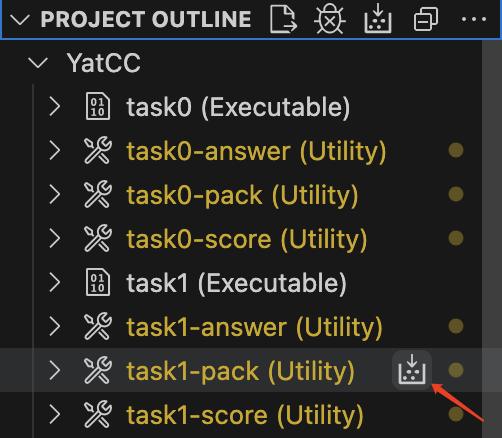 PROJECT OUTLINE
YatCC
task0 (Executable)
task0-answer (Utility)
task0-pack (Utility)
task0-score (Utility)
task1 (Executable)
task1-answer (Utility)
task1-pack (Utility)
task1-score (Utility)